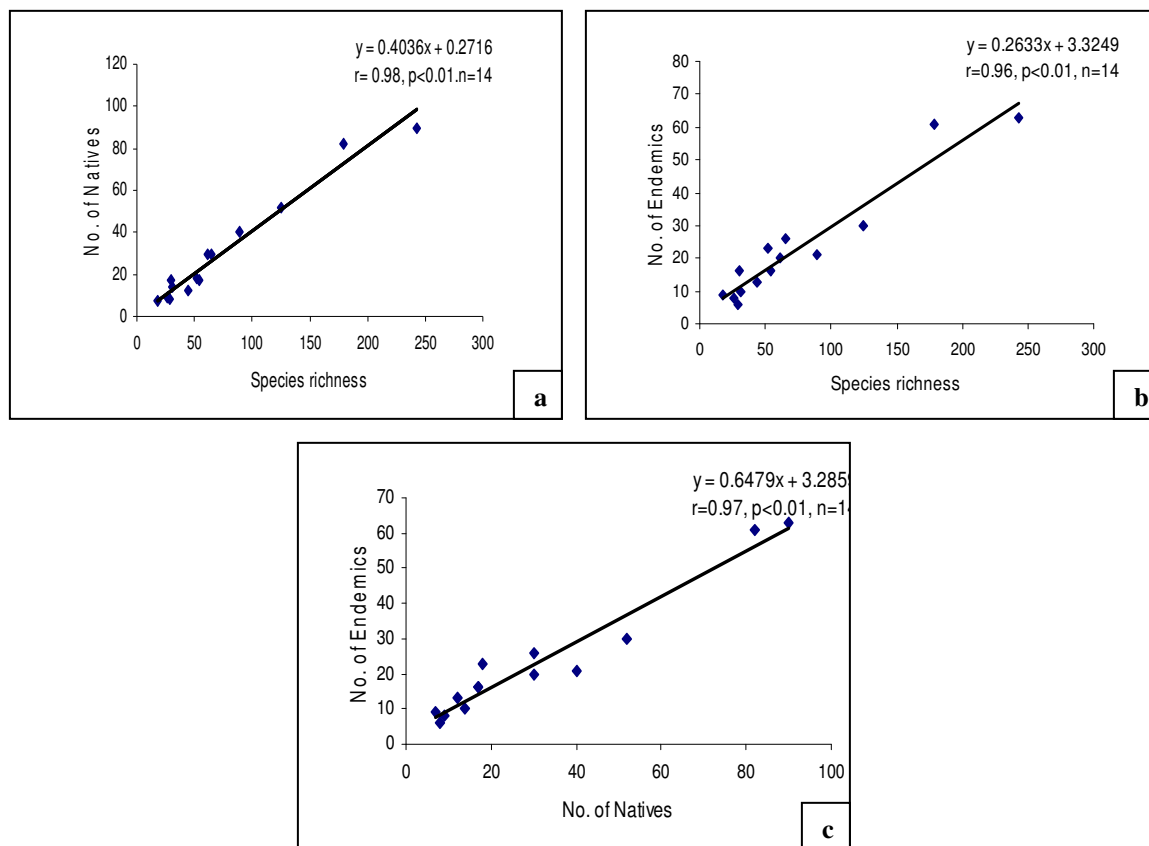 y = 0.4036x + 0.2716
r= 0.98, p<0.01.n=14
120
100
80
60
40
20
0
No. of Natives
0 50 100 150 200 250 300
Species richness
a
y = 0.2633x + 3.3249
r=0.96, p<0.01, n=14
80
70
60
50
40
30
20
10
0
No. of Endemics
0 50 100 150 200 250 300
Species richness
b
y = 0.6479x + 3.2859
r=0.97, p<0.01, n=14
70
60
50
40
30
20
10
0
No. of Endemics
0 20 40 60 80 100
No. of Natives
c